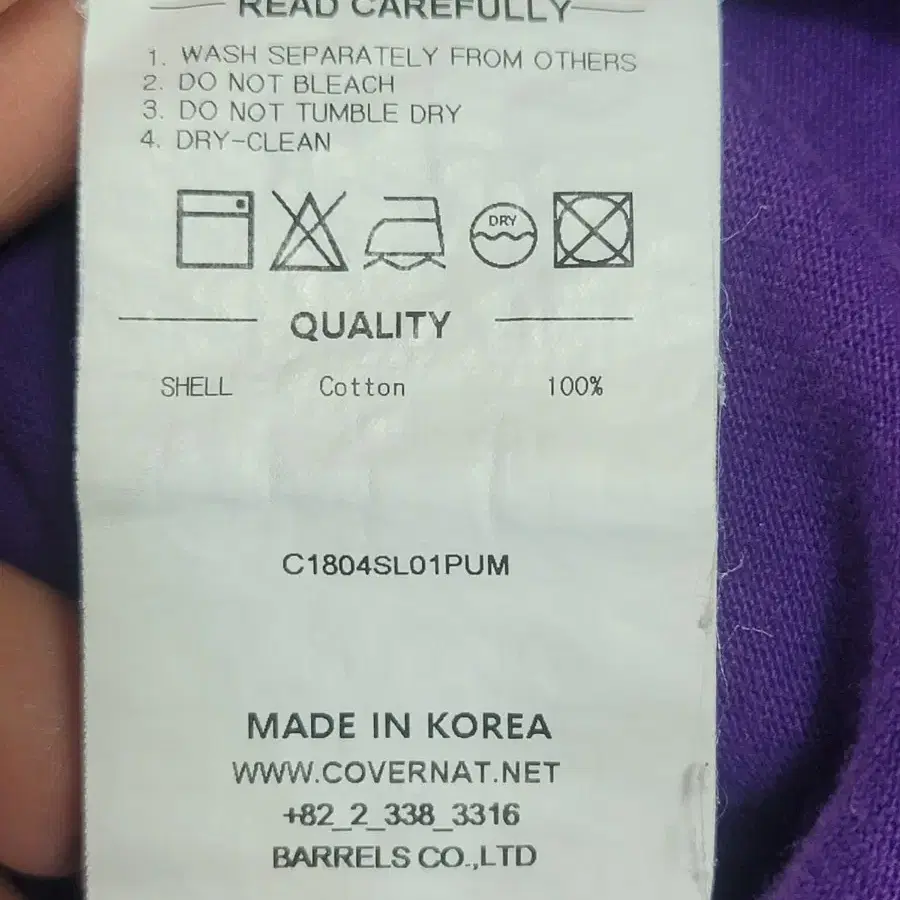 READ CAREFULLY
1. WASH SEPARATELY FROM OTHERS
2. DO NOT BLEACH
3. DO NOT TUMBLE DRY
4. DRY-CLEAN
DRY
QUALITY
SHELL Cotton 100%
C1804SL01PUM
MADE IN KOREA
WWW.COVERNAT.NET
+82_2_338_3316
BARRELS CO.,LTD